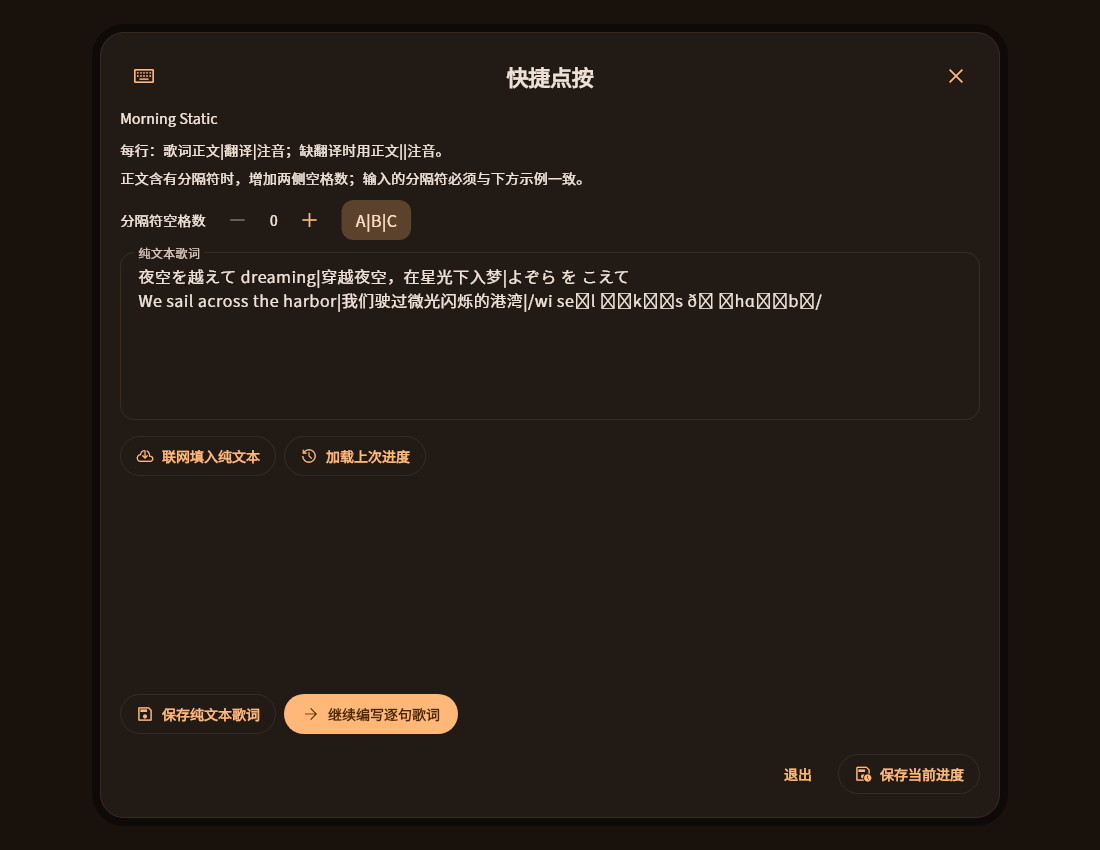 快捷点按
Morning Static
每行：歌词正文|翻译|注音；缺翻译时用正文||注音。
正文含有分隔符时，增加两侧空格数；输入的分隔符必须与下方示例一致。
分隔符空格数 — 0 + A|B|C
纯文本歌词
夜空を越えて dreaming|穿越夜空，在星光下入梦|よぞら を こえて
We sail across the harbor|我们驶过微光闪烁的港湾|/wi
联网填入纯文本 加载上次进度
保存纯文本歌词 继续编写逐句歌词
退出 保存当前进度